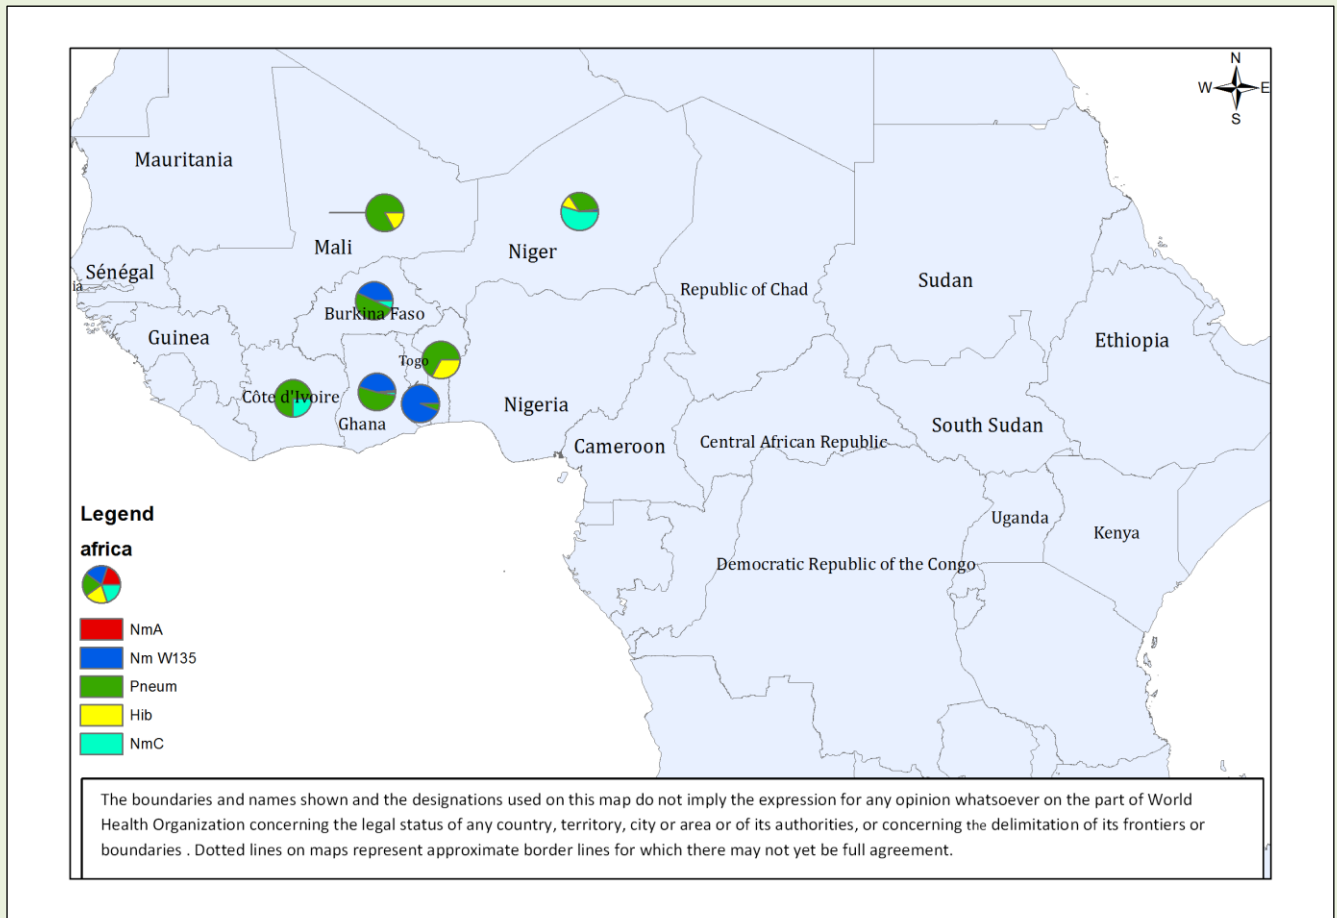 N
W E
S
Mauritania
Mali
Niger
Sénégal
iá
Burkina Faso
Republic of Chad
Sudan
Guinea
Ethiopia
Togo
Côte d'Ivoire
Ghana
Nigeria
Cameroon
Central African Republic
South Sudan
Uganda
Kenya
Democratic Republic of the Congo
Legend
africa
NmA
Nm W135
Pneum
Hib
NmC
The boundaries and names shown and the designations used on this map do not imply the expression for any opinion whatsoever on the part of World
Health Organization concerning the legal status of any country, territory, city or area or of its authorities, or concerning the delimitation of its frontiers or
boundaries . Dotted lines on maps represent approximate border lines for which there may not yet be full agreement.